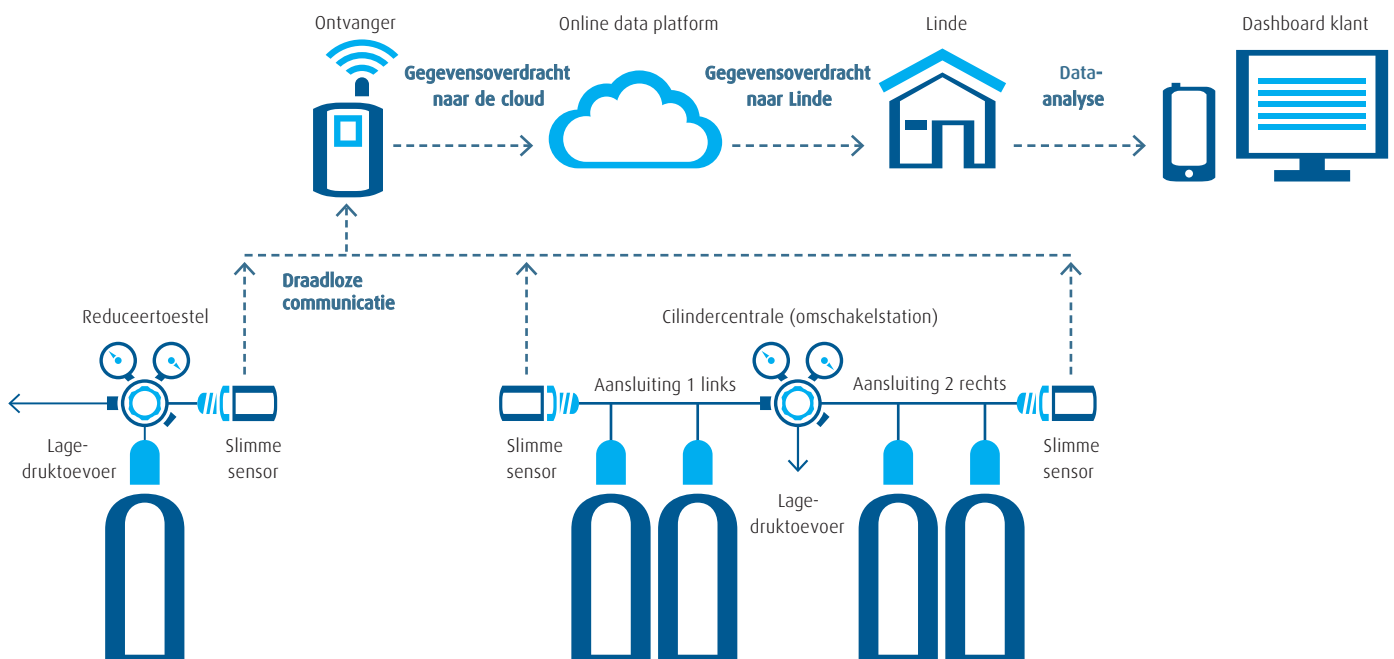 Ontvanger
Online data platform
Linde
Dashboard klant
Gegevensoverdracht
naar de cloud
Gegevensoverdracht
naar Linde
Data-
analyse
Draadloze
communicatie
Reduceertoestel
Cilindercentrale (omschakelstation)
Aansluiting 1 links
Aansluiting 2 rechts
Lage-
druktoevoer
Slimme
sensor
Slimme
sensor
Lage-
druktoevoer
Slimme
sensor